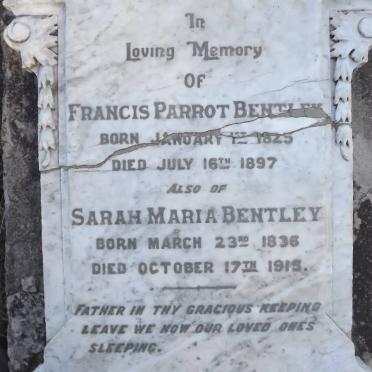 In
Loving Memory
OF
FRANCIS PARROT BENTLEY
BORN JANUARY 1ST 1825
DIED JULY 16TH 1897
ALSO OF
SARAH MARIA BENTLEY
BORN MARCH 23RD 1836
DIED OCTOBER 17TH 1915.
FATHER IN THY GRACIOUS KEEPING
LEAVE WE NOW OUR LOVED ONES
SLEEPING.